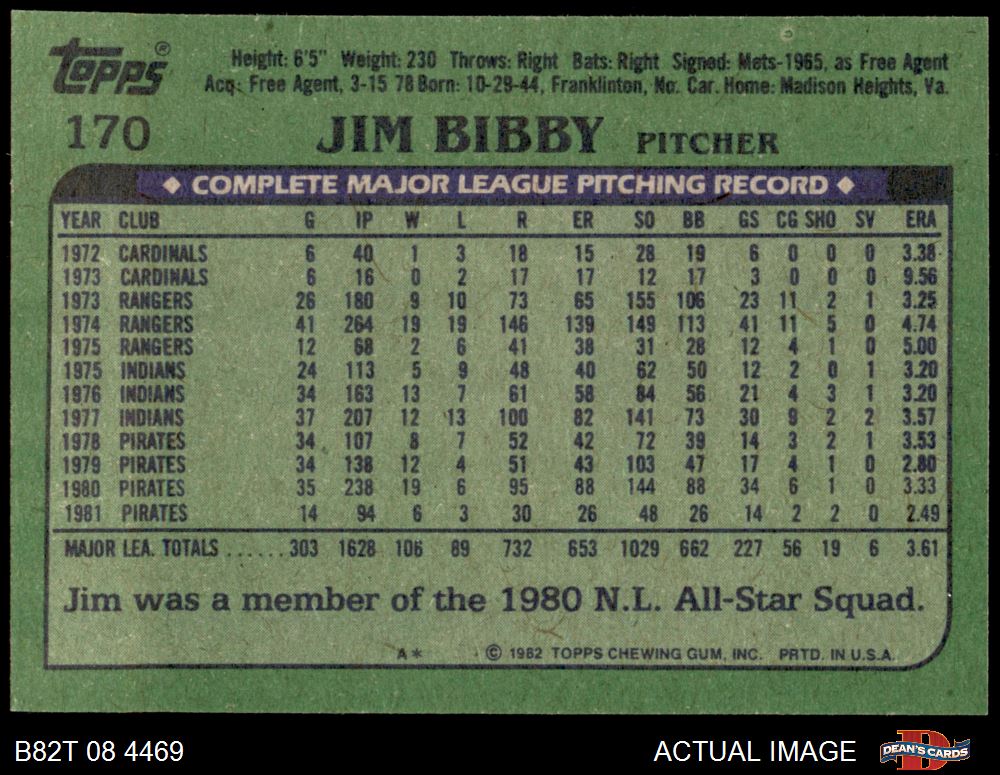 Topps®
Height: 6'5" Weight: 230 Throws: Right Bats: Right Signed: Mets-1965, as Free Agent
Acq: Free Agent, 3-15 78 Born: 10-29-44, Franklinton, No. Car. Home: Madison Heights, Va.
170 JIM BIBBY PITCHER
◆ COMPLETE MAJOR LEAGUE PITCHING RECORD ◆
YEAR CLUB G IP W L R ER SO BB GS CG SHO SV ERA
1972 CARDINALS 6 40 1 3 18 15 28 19 6 0 0 0 3.38
1973 CARDINALS 6 16 0 2 17 17 12 17 3 0 0 0 9.56
1973 RANGERS 26 180 9 10 73 65 155 106 23 11 2 1 3.25
1974 RANGERS 41 264 19 19 146 139 149 113 41 11 5 0 4.74
1975 RANGERS 12 68 2 6 41 38 31 28 12 4 1 0 5.00
1975 INDIANS 24 113 5 9 48 40 62 50 12 2 0 1 3.20
1976 INDIANS 34 163 13 7 61 58 84 56 21 4 3 1 3.20
1977 INDIANS 37 207 12 13 100 82 141 73 30 9 2 2 3.57
1978 PIRATES 34 107 8 7 52 42 72 39 14 3 2 1 3.53
1979 PIRATES 34 138 12 4 51 43 103 47 17 4 1 0 2.80
1980 PIRATES 35 238 19 6 95 88 144 88 34 6 1 0 3.33
1981 PIRATES 14 94 6 3 30 26 48 26 14 2 2 0 2.49
MAJOR LEA. TOTALS ...... 303 1628 106 89 732 653 1029 662 227 56 19 6 3.61
Jim was a member of the 1980 N.L. All-Star Squad.
A* © 1982 TOPPS CHEWING GUM, INC. PRTD. IN U.S.A.
B82T 08 4469 ACTUAL IMAGE DEAN'S CARDS